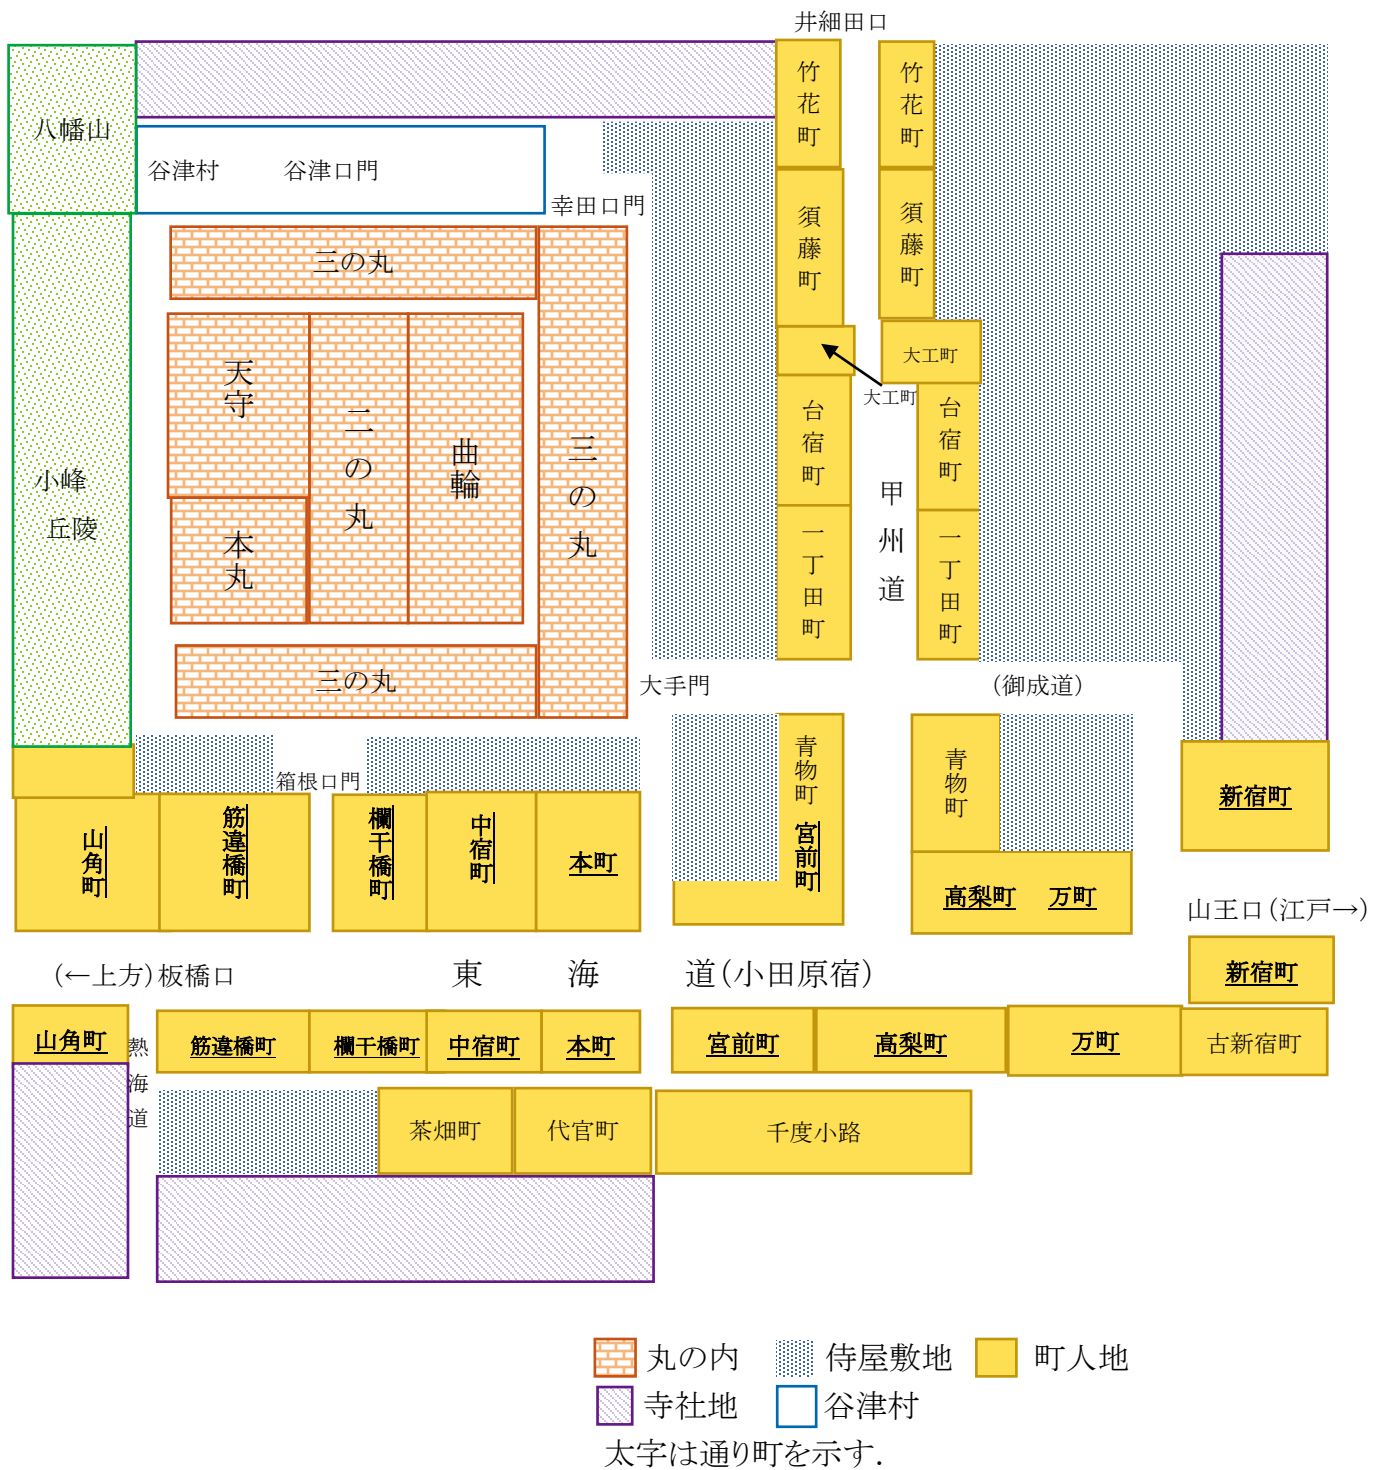 井細田口
竹花町
竹花町
八幡山
谷津村
谷津口門
幸田口門
須藤町
須藤町
三の丸
大工町
大工町
天守
二の丸
曲輪
三の丸
台宿町
台宿町
小峰
丘陵
甲州道
本丸
一丁田町
一丁田町
三の丸
大手門
(御成道)
箱根口門
青物町
青物町
新宿町
山角町
筋違橋町
欄干橋町
中宿町
本町
宮前町
高梨町
万町
山王口(江戸→)
(←上方)板橋口
東海道(小田原宿)
新宿町
山角町
熱海道
筋違橋町
欄干橋町
中宿町
本町
宮前町
高梨町
万町
古新宿町
茶畑町
代官町
千度小路
丸の内
侍屋敷地
町人地
寺社地
谷津村
太字は通り町を示す.